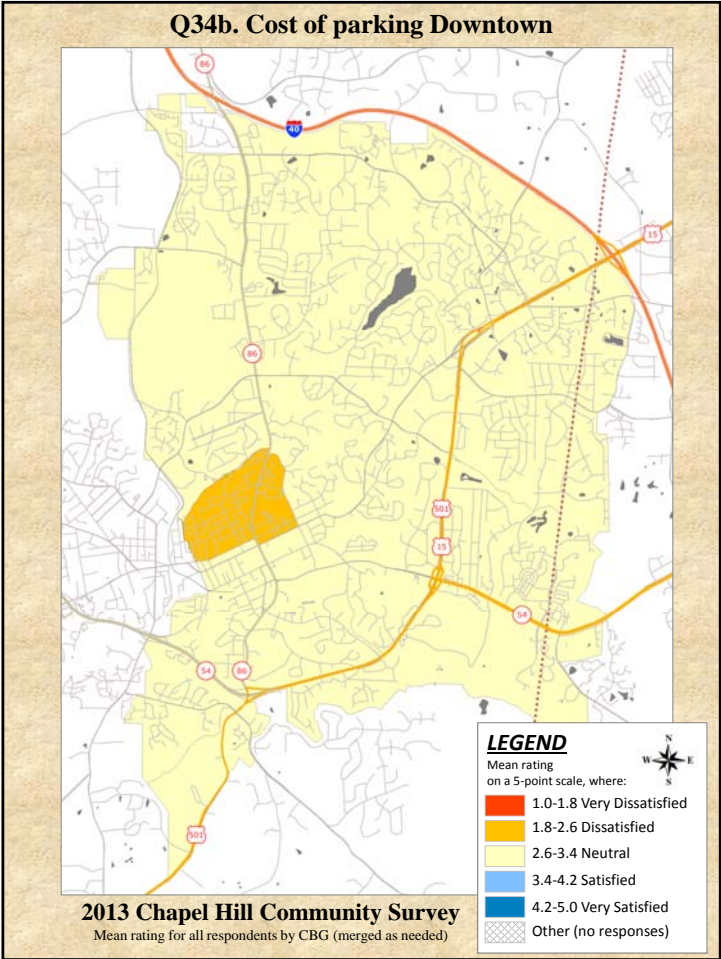 Q34b. Cost of parking Downtown
86
40
15
86
501
15
54
54
86
501
LEGEND
Mean rating
on a 5-point scale, where:
N
W E
S
1.0-1.8 Very Dissatisfied
1.8-2.6 Dissatisfied
2.6-3.4 Neutral
3.4-4.2 Satisfied
4.2-5.0 Very Satisfied
Other (no responses)
2013 Chapel Hill Community Survey
Mean rating for all respondents by CBG (merged as needed)